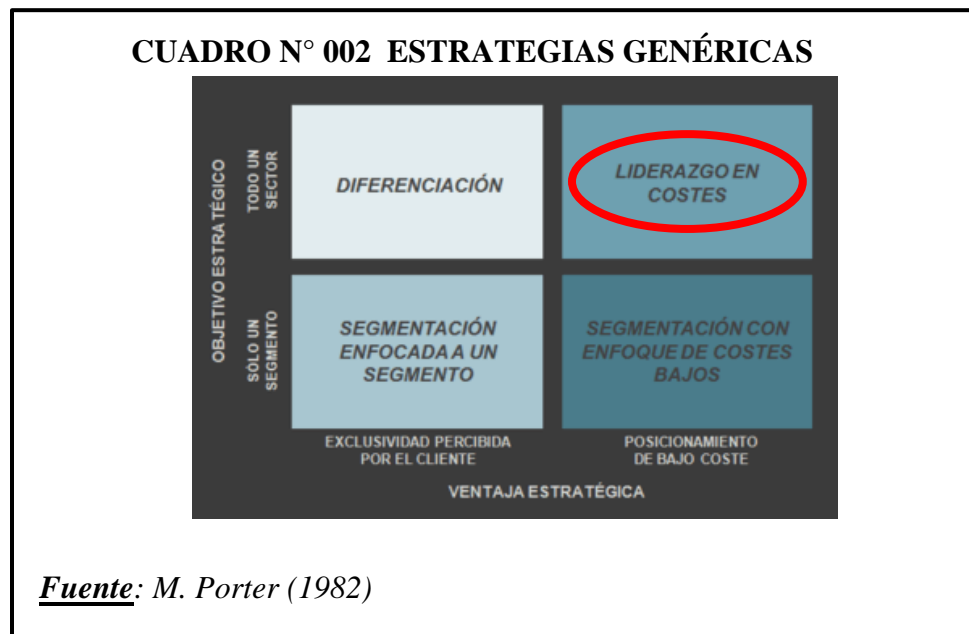 CUADRO N° 002 ESTRATEGIAS GENÉRICAS
OBJETIVO ESTRATÉGICO
TODO UN
SECTOR
DIFERENCIACIÓN
LIDERAZGO EN
COSTES
SÓLO UN
SEGMENTO
SEGMENTACIÓN
ENFOCADA A UN
SEGMENTO
SEGMENTACIÓN CON
ENFOQUE DE COSTES
BAJOS
EXCLUSIVIDAD PERCIBIDA
POR EL CLIENTE
POSICIONAMIENTO
DE BAJO COSTE
VENTAJA ESTRATÉGICA
Fuente: M. Porter (1982)